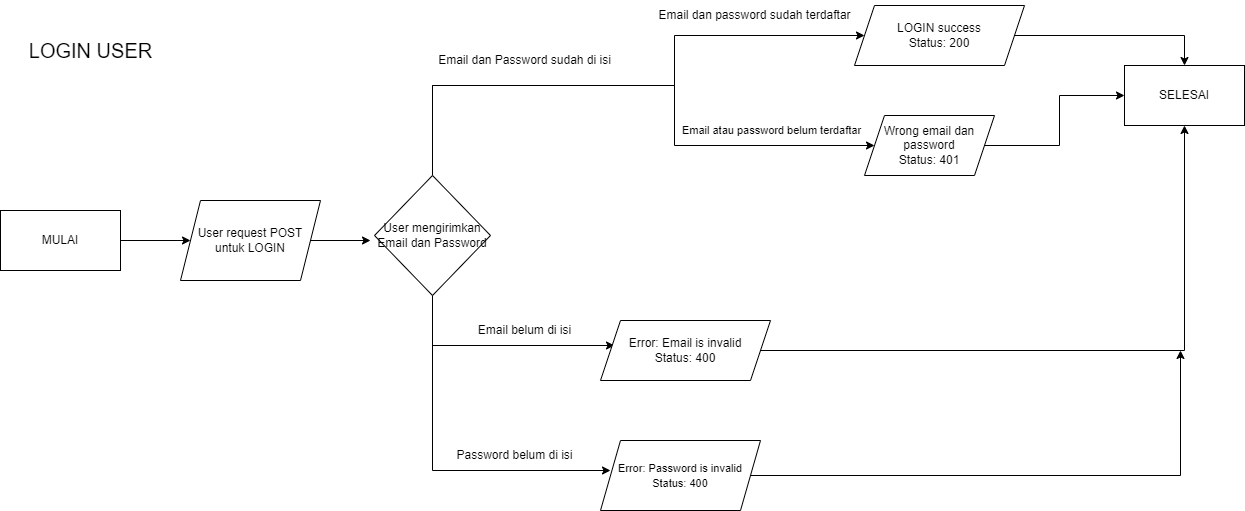 LOGIN USER
Email dan password sudah terdaftar
LOGIN success
Status: 200
Email dan Password sudah di isi
SELESAI
Email atau password belum terdaftar
Wrong email dan
password
Status: 401
MULAI
User request POST
untuk LOGIN
User mengirimkan
Email dan Password
Email belum di isi
Error: Email is invalid
Status: 400
Password belum di isi
Error: Password is invalid
Status: 400